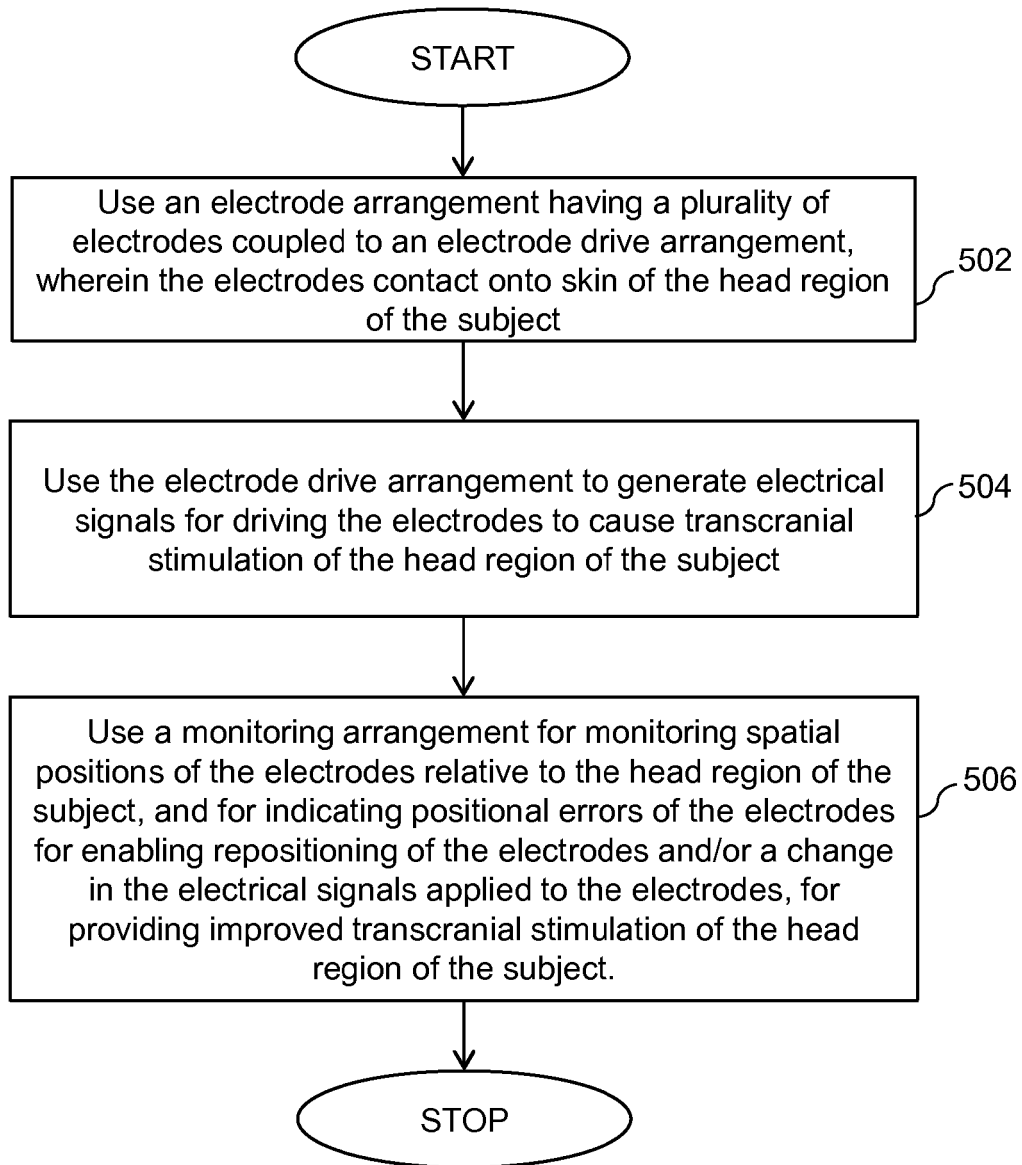 START
Use an electrode arrangement having a plurality of
electrodes coupled to an electrode drive arrangement,
wherein the electrodes contact onto skin of the head region
of the subject
502
Use the electrode drive arrangement to generate electrical
signals for driving the electrodes to cause transcranial
stimulation of the head region of the subject
504
Use a monitoring arrangement for monitoring spatial
positions of the electrodes relative to the head region of the
subject, and for indicating positional errors of the electrodes
for enabling repositioning of the electrodes and/or a change
in the electrical signals applied to the electrodes, for
providing improved transcranial stimulation of the head
region of the subject.
506
STOP